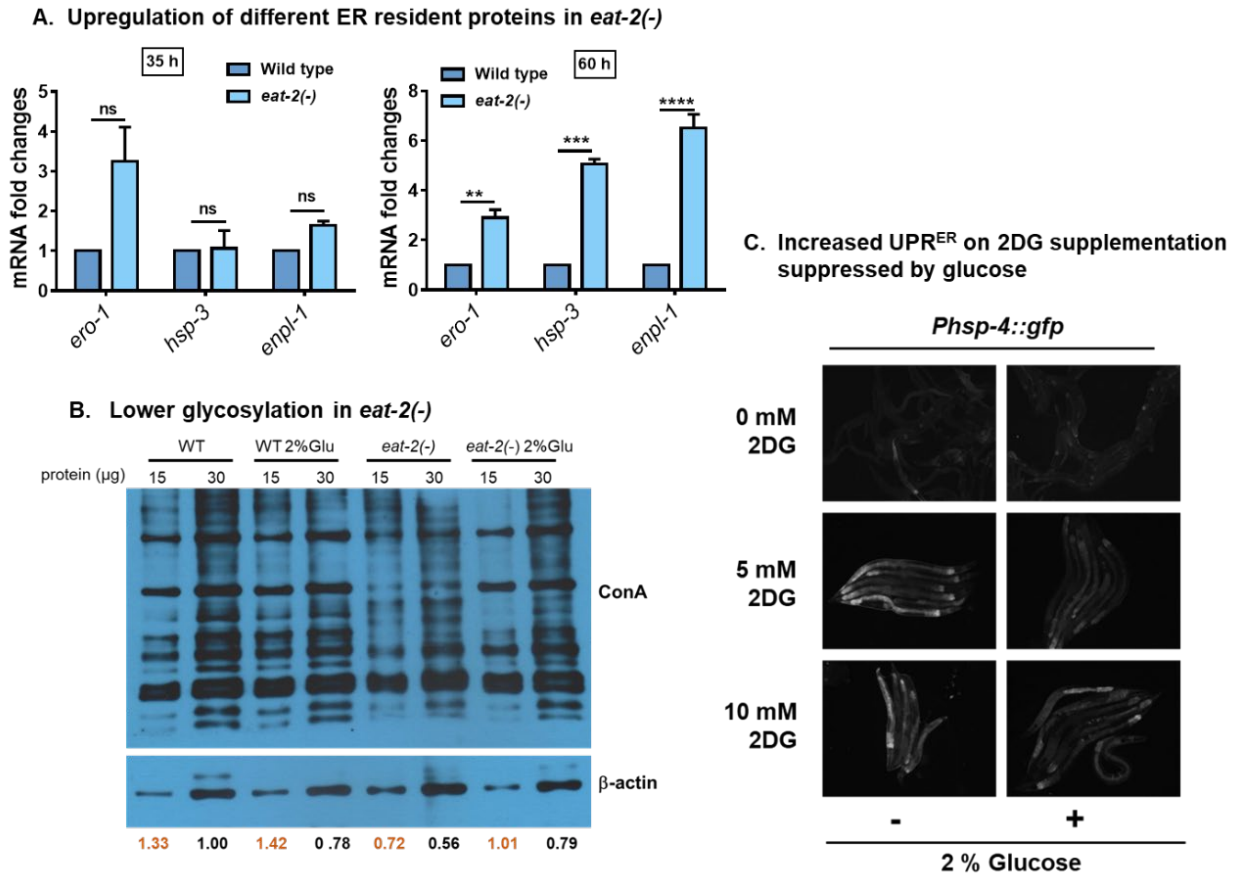 A. Upregulation of different ER resident proteins in eat-2(-)
35 h
Wild type
eat-2(-)
mRNA fold changes
5
4
3
2
1
0
ns
ns
ns
ero-1
hsp-3
enpl-1
Wild type
eat-2(-)
60 h
mRNA fold changes
8
6
4
2
0
**
***
****
ero-1
hsp-3
enpl-1
B. Lower glycosylation in eat-2(-)
WT WT 2%Glu eat-2(-) eat-2(-) 2%Glu
protein (µg) 15 30 15 30 15 30 15 30
ConA
β-actin
1.33 1.00 1.42 0 .78 0.72 0.56 1.01 0.79
C. Increased UPRᴱᴿ on 2DG supplementation
suppressed by glucose
Phsp-4::gfp
0 mM
2DG
5 mM
2DG
10 mM
2DG
- +
2 % Glucose